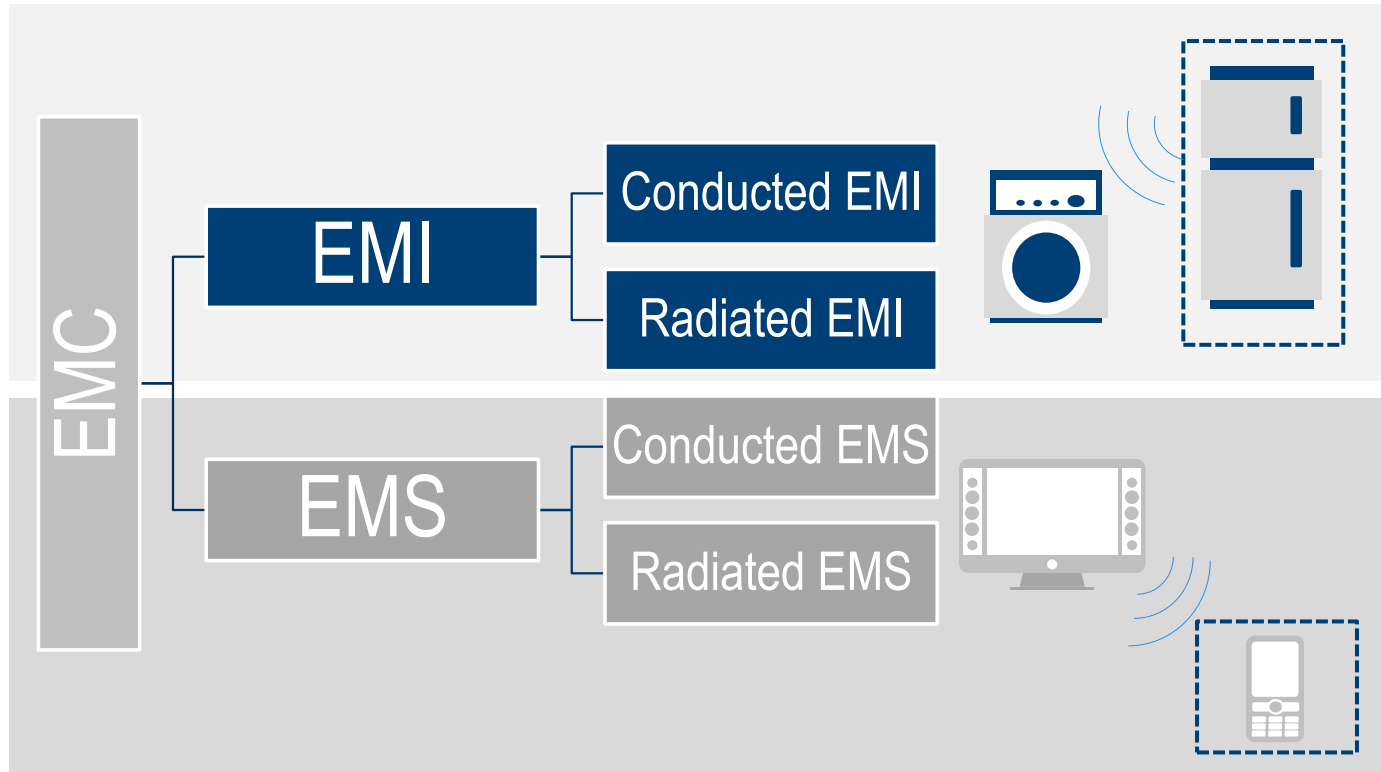 EMC
EMI
Conducted EMI
Radiated EMI
EMS
Conducted EMS
Radiated EMS